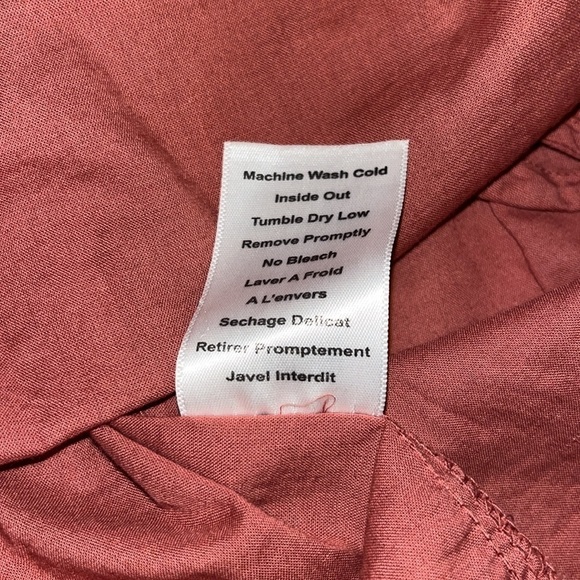 Machine Wash Cold
Inside Out
Tumble Dry Low
Remove Promptly
No Bleach
Laver A Froid
A L'envers
Sechage Delicat
Retirer Promptement
Javel Interdit